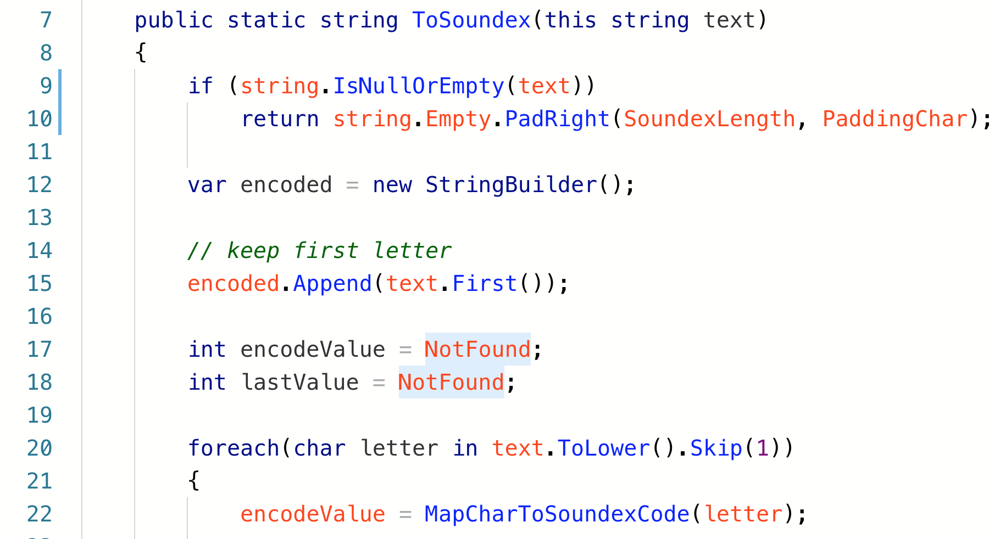 7 public static string ToSoundex(this string text)
8 {
9 if (string.IsNullOrEmpty(text))
10 return string.Empty.PadRight(SoundexLength, PaddingChar);
11
12 var encoded = new StringBuilder();
13
14 // keep first letter
15 encoded.Append(text.First());
16
17 int encodeValue = NotFound;
18 int lastValue = NotFound;
19
20 foreach(char letter in text.ToLower().Skip(1))
21 {
22 encodeValue = MapCharToSoundexCode(letter);